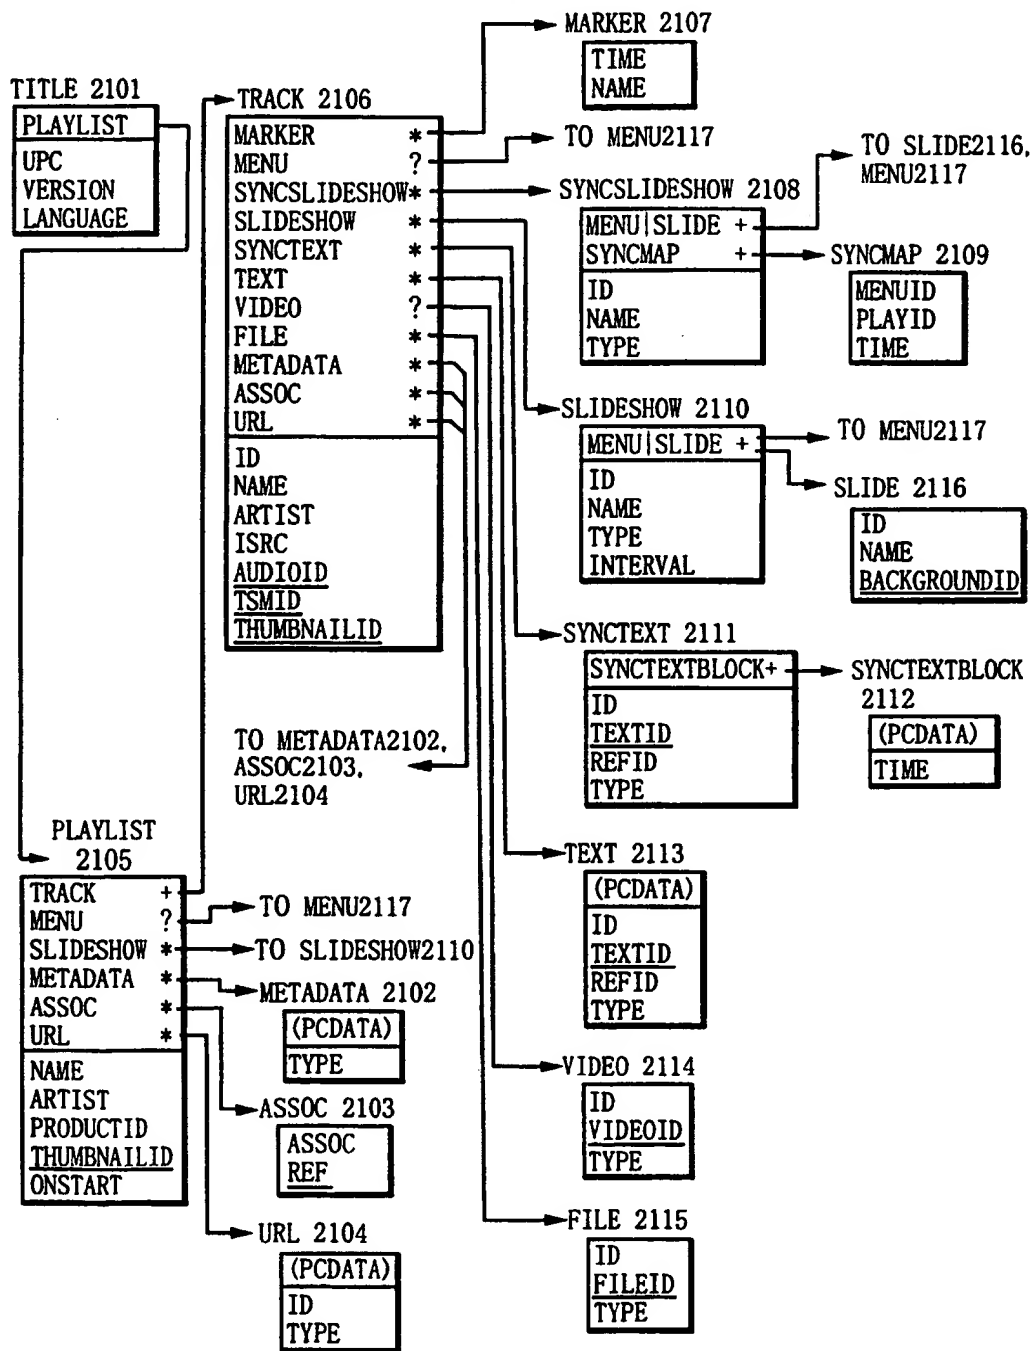 TITLE 2101
PLAYLIST
UPC
VERSION
LANGUAGE
TRACK 2106
MARKER *
MENU ?
SYNCSLIDESHOW*
SLIDESHOW *
SYNCTEXT *
TEXT *
VIDEO ?
FILE *
METADATA *
ASSOC *
URL *
ID
NAME
ARTIST
ISRC
AUDIOID
TSMID
THUMBNAILID
TO METADATA2102,
ASSOC2103,
URL2104
MARKER 2107
TIME
NAME
TO MENU2117
SYNCSLIDESHOW 2108
MENU|SLIDE +
SYNCMAP +
ID
NAME
TYPE
TO SLIDE2116,
MENU2117
SYNCMAP 2109
MENUID
PLAYID
TIME
SLIDESHOW 2110
MENU|SLIDE +
ID
NAME
TYPE
INTERVAL
TO MENU2117
SLIDE 2116
ID
NAME
BACKGROUNDID
SYNCTEXT 2111
SYNCTEXTBLOCK+
ID
TEXTID
REFID
TYPE
SYNCTEXTBLOCK
2112
(PCDATA)
TIME
TEXT 2113
(PCDATA)
ID
TEXTID
REFID
TYPE
VIDEO 2114
ID
VIDEOID
TYPE
FILE 2115
ID
FILEID
TYPE
PLAYLIST
2105
TRACK +
MENU ?
SLIDESHOW *
METADATA *
ASSOC *
URL *
NAME
ARTIST
PRODUCTID
THUMBNAILID
ONSTART
TO MENU2117
TO SLIDESHOW2110
METADATA 2102
(PCDATA)
TYPE
ASSOC 2103
ASSOC
REF
URL 2104
(PCDATA)
ID
TYPE